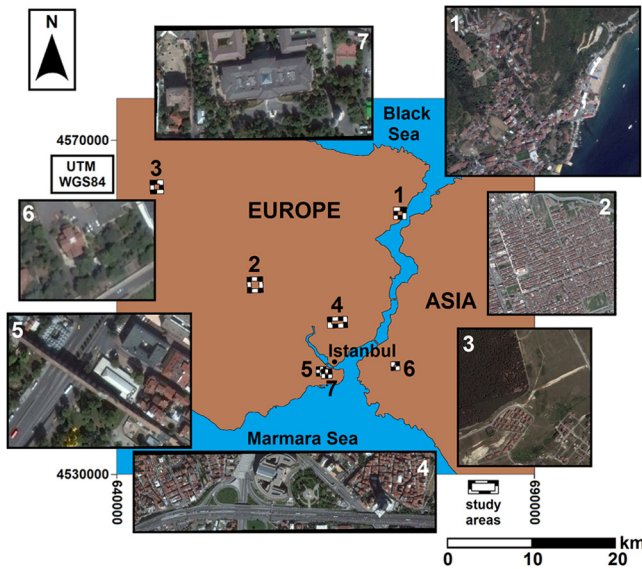 N
7
1
Black
Sea
4570000
UTM
WGS84
3
1
6
EUROPE
2
2
4
ASIA
5
3
Istanbul
5
6
7
Marmara Sea
4
4530000
640000
690000
study
areas
km
0
10
20